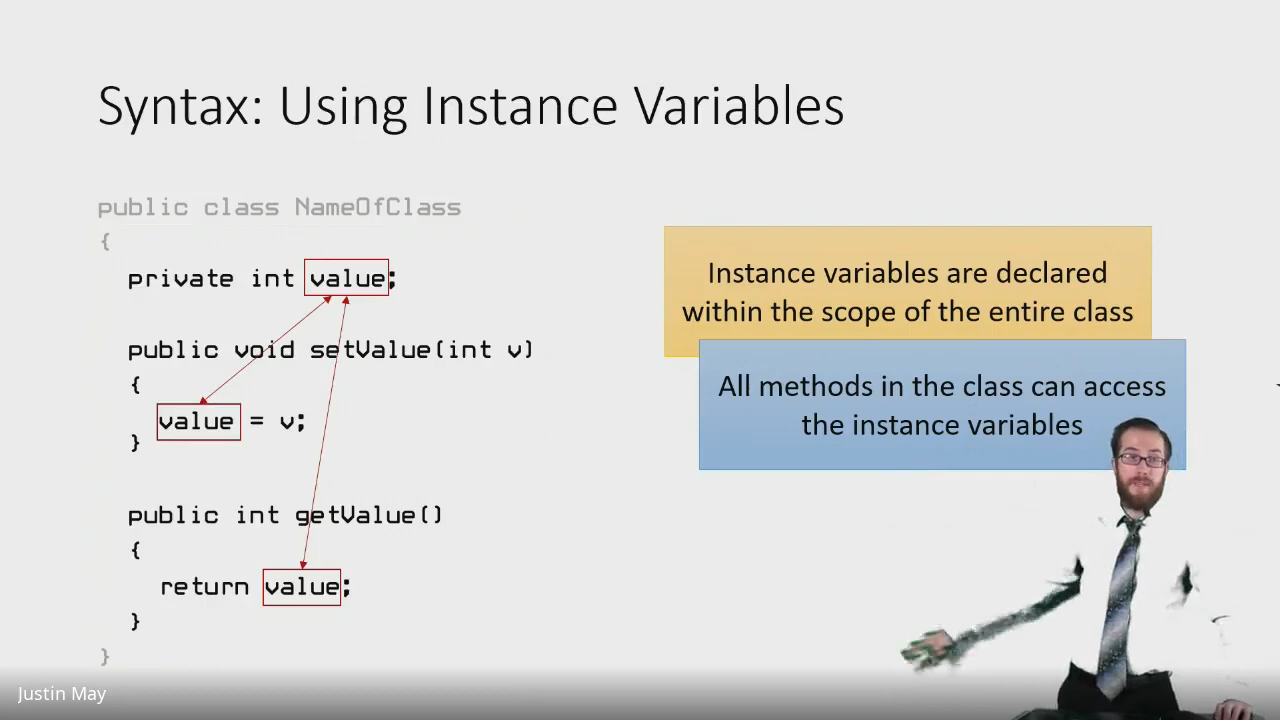 Syntax: Using Instance Variables
public class NameOfClass
{
private int value;
public void setValue(int v)
{
value = v;
}
public int getValue()
{
return value;
}
}
Instance variables are declared
within the scope of the entire class
All methods in the class can access
the instance variables
Justin May